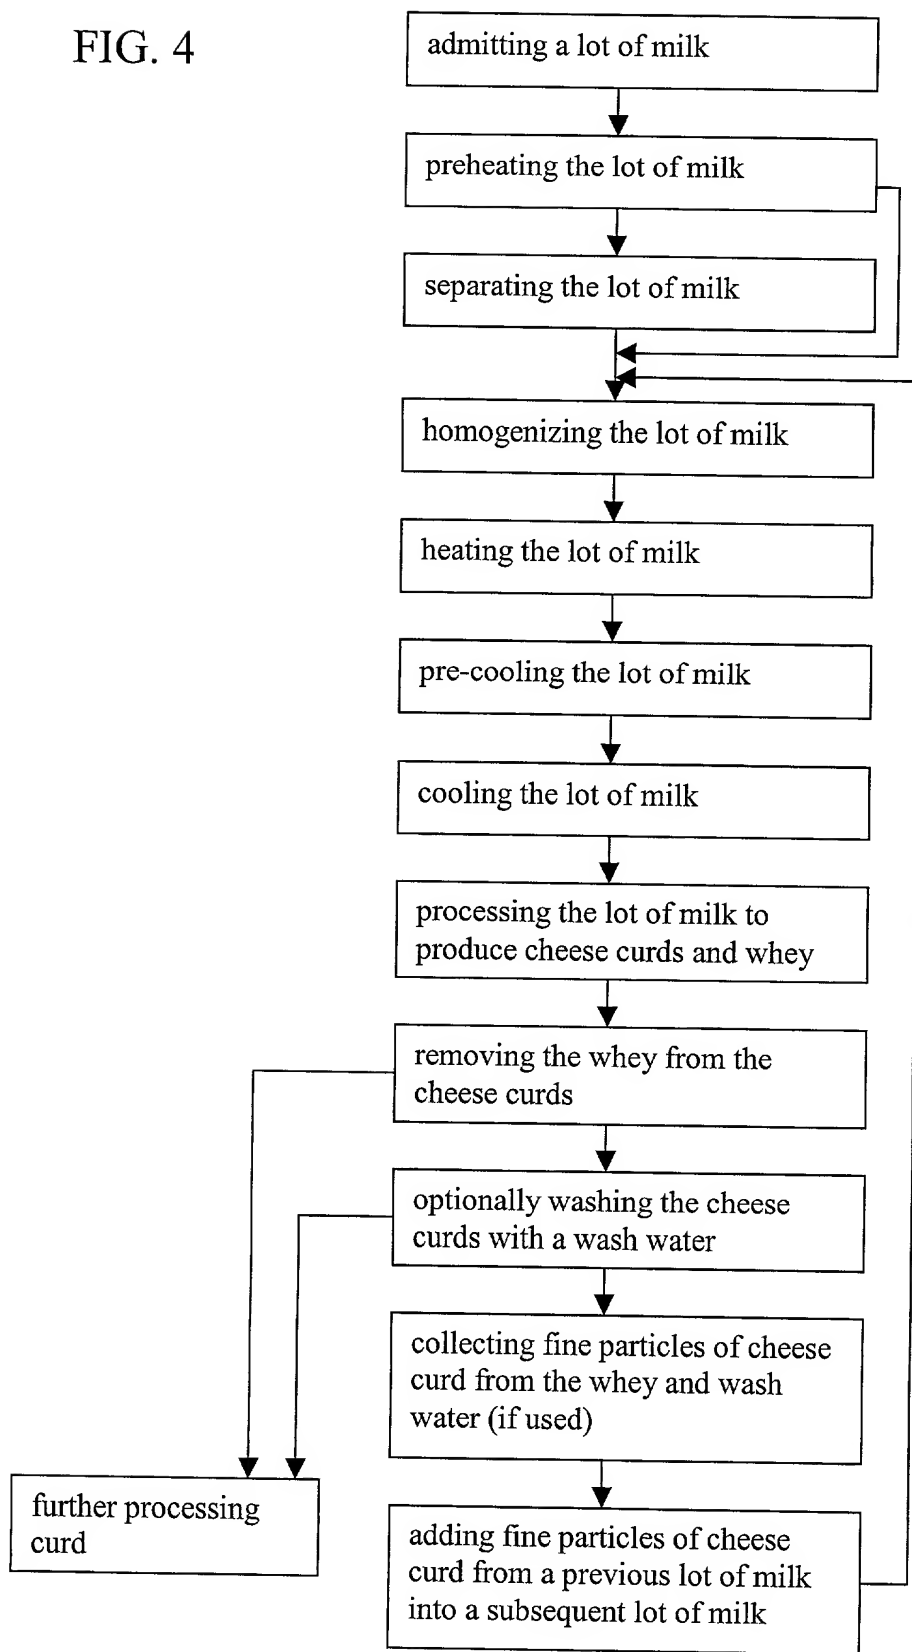 FIG. 4
admitting a lot of milk
preheating the lot of milk
separating the lot of milk
homogenizing the lot of milk
heating the lot of milk
pre-cooling the lot of milk
cooling the lot of milk
processing the lot of milk to
produce cheese curds and whey
removing the whey from the
cheese curds
optionally washing the cheese
curds with a wash water
collecting fine particles of cheese
curd from the whey and wash
water (if used)
further processing
curd
adding fine particles of cheese
curd from a previous lot of milk
into a subsequent lot of milk